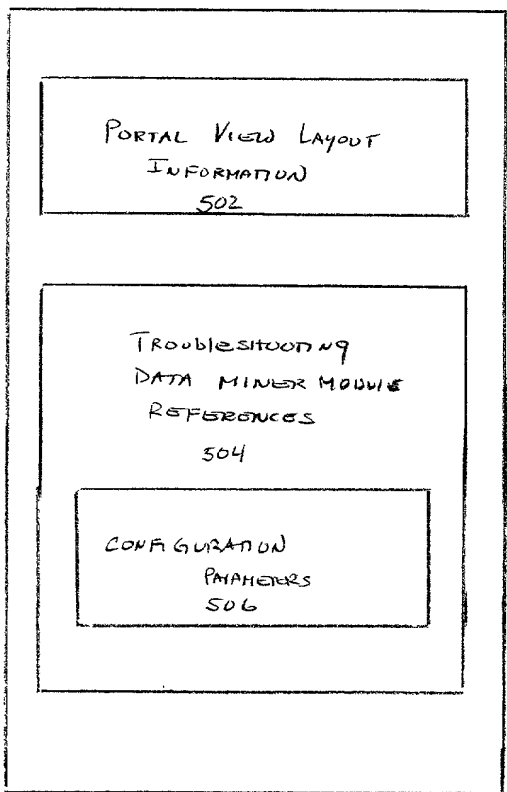 PORTAL VIEW LAYOUT
INFORMATION
502
TROUBLESHOOTING
DATA MINER MODULE
REFERENCES
504
CONFIGURATION
PARAMETERS
506